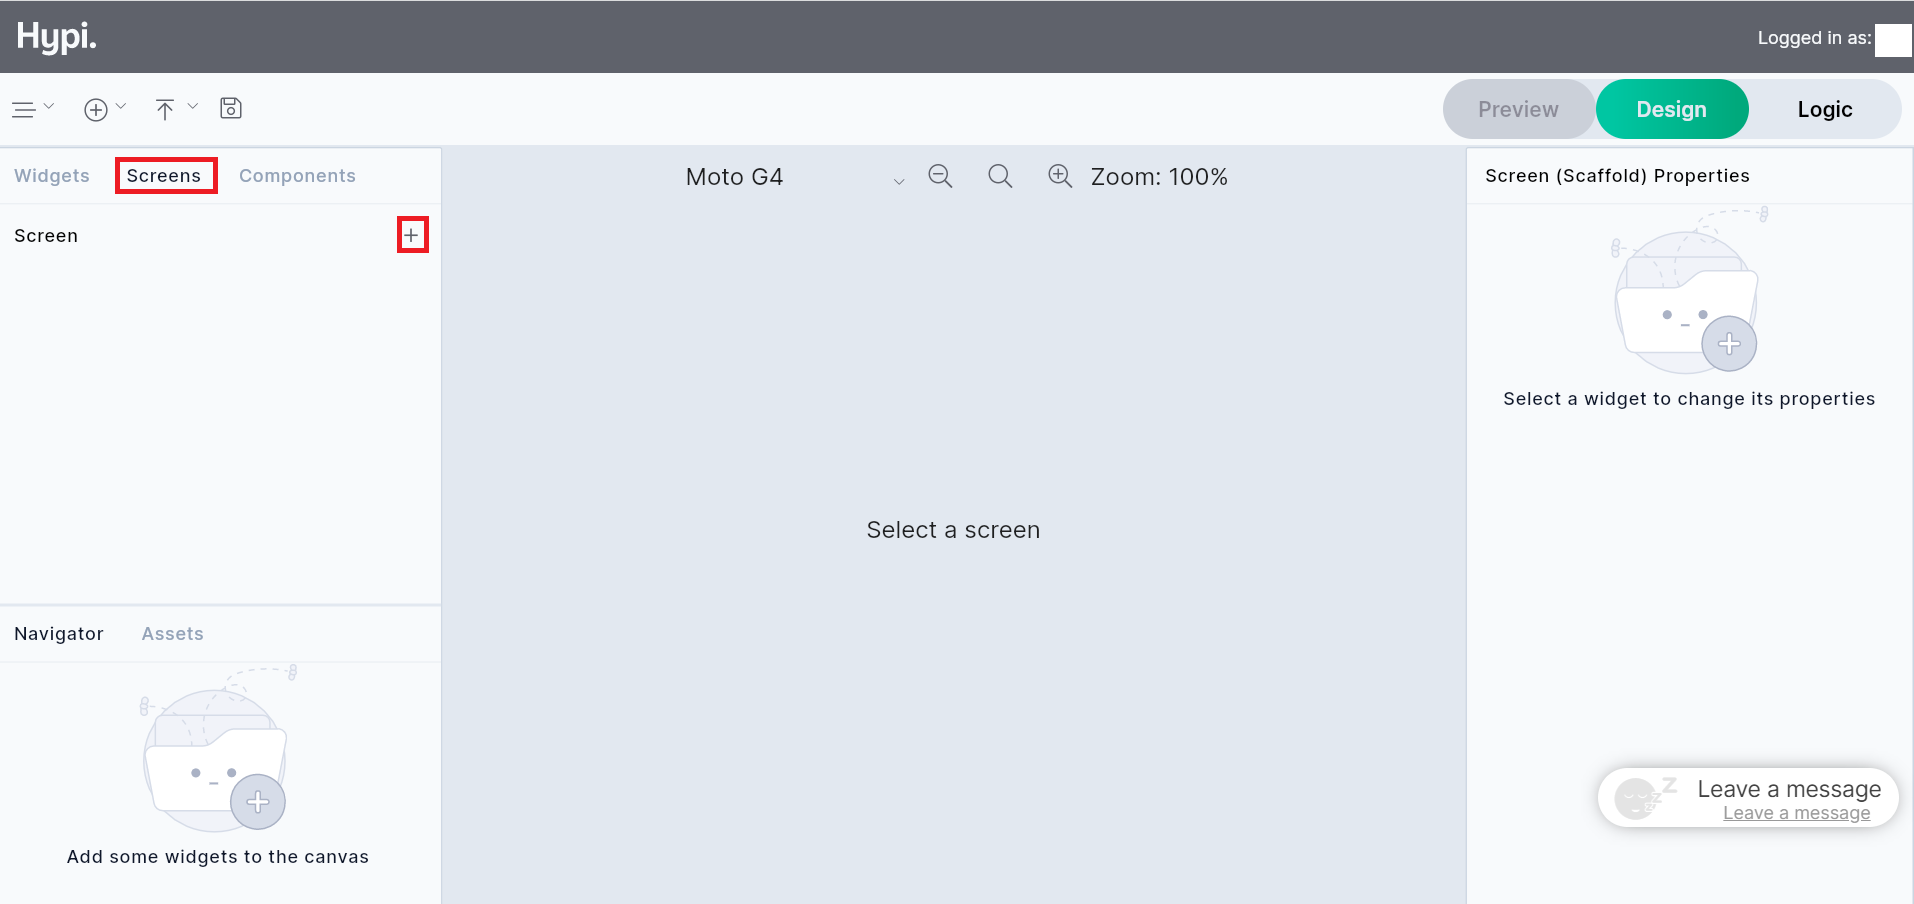 Hypi.
Logged in as:
Preview
Design
Logic
Widgets
Screens
Components
Moto G4
Zoom: 100%
Screen (Scaffold) Properties
Screen
Select a widget to change its properties
Select a screen
Navigator
Assets
Add some widgets to the canvas
z
z
z
Leave a message
Leave a message